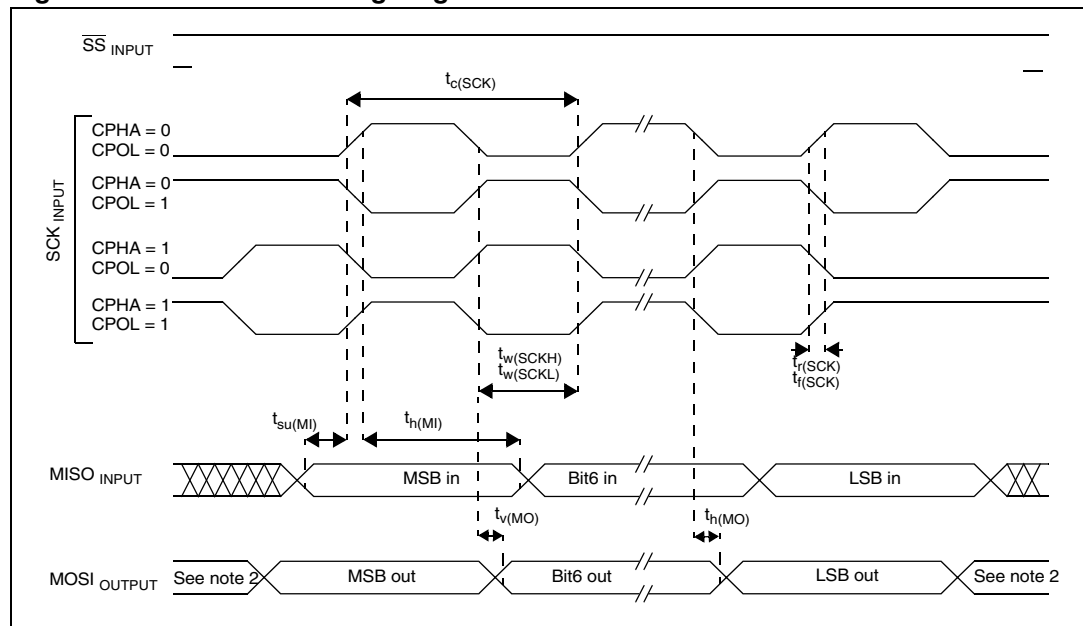 SS INPUT
tc(SCK)
SCK INPUT
CPHA = 0
CPOL = 0
CPHA = 0
CPOL = 1
CPHA = 1
CPOL = 0
CPHA = 1
CPOL = 1
tw(SCKH)
tw(SCKL)
tr(SCK)
tf(SCK)
tsu(MI)
th(MI)
MISO INPUT
MSB in
Bit6 in
LSB in
tv(MO)
th(MO)
MOSI OUTPUT
See note 2
MSB out
Bit6 out
LSB out
See note 2